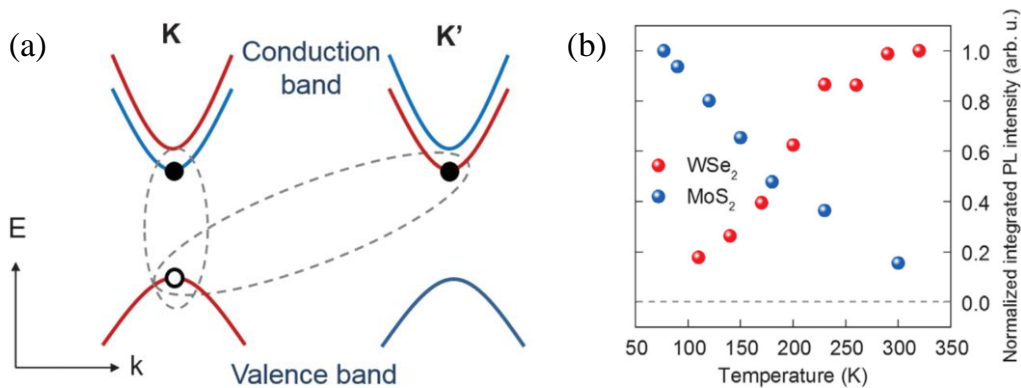 (a)
K
K'
Conduction
band
E
k
Valence band
(b)
WSe2
MoS2
1.0
0.8
0.6
0.4
0.2
0.0
Normalized integrated PL intensity (arb. u.)
50 100 150 200 250 300 350
Temperature (K)